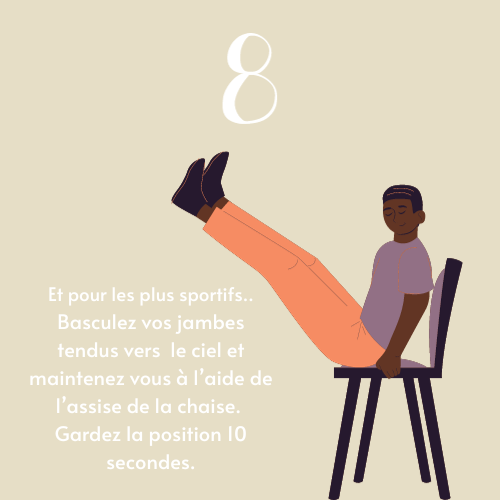 8
Et pour les plus sportifs..
Basculez vos jambes
tendus vers le ciel et
maintenez vous à l'aide de
l'assise de la chaise.
Gardez la position 10
secondes.